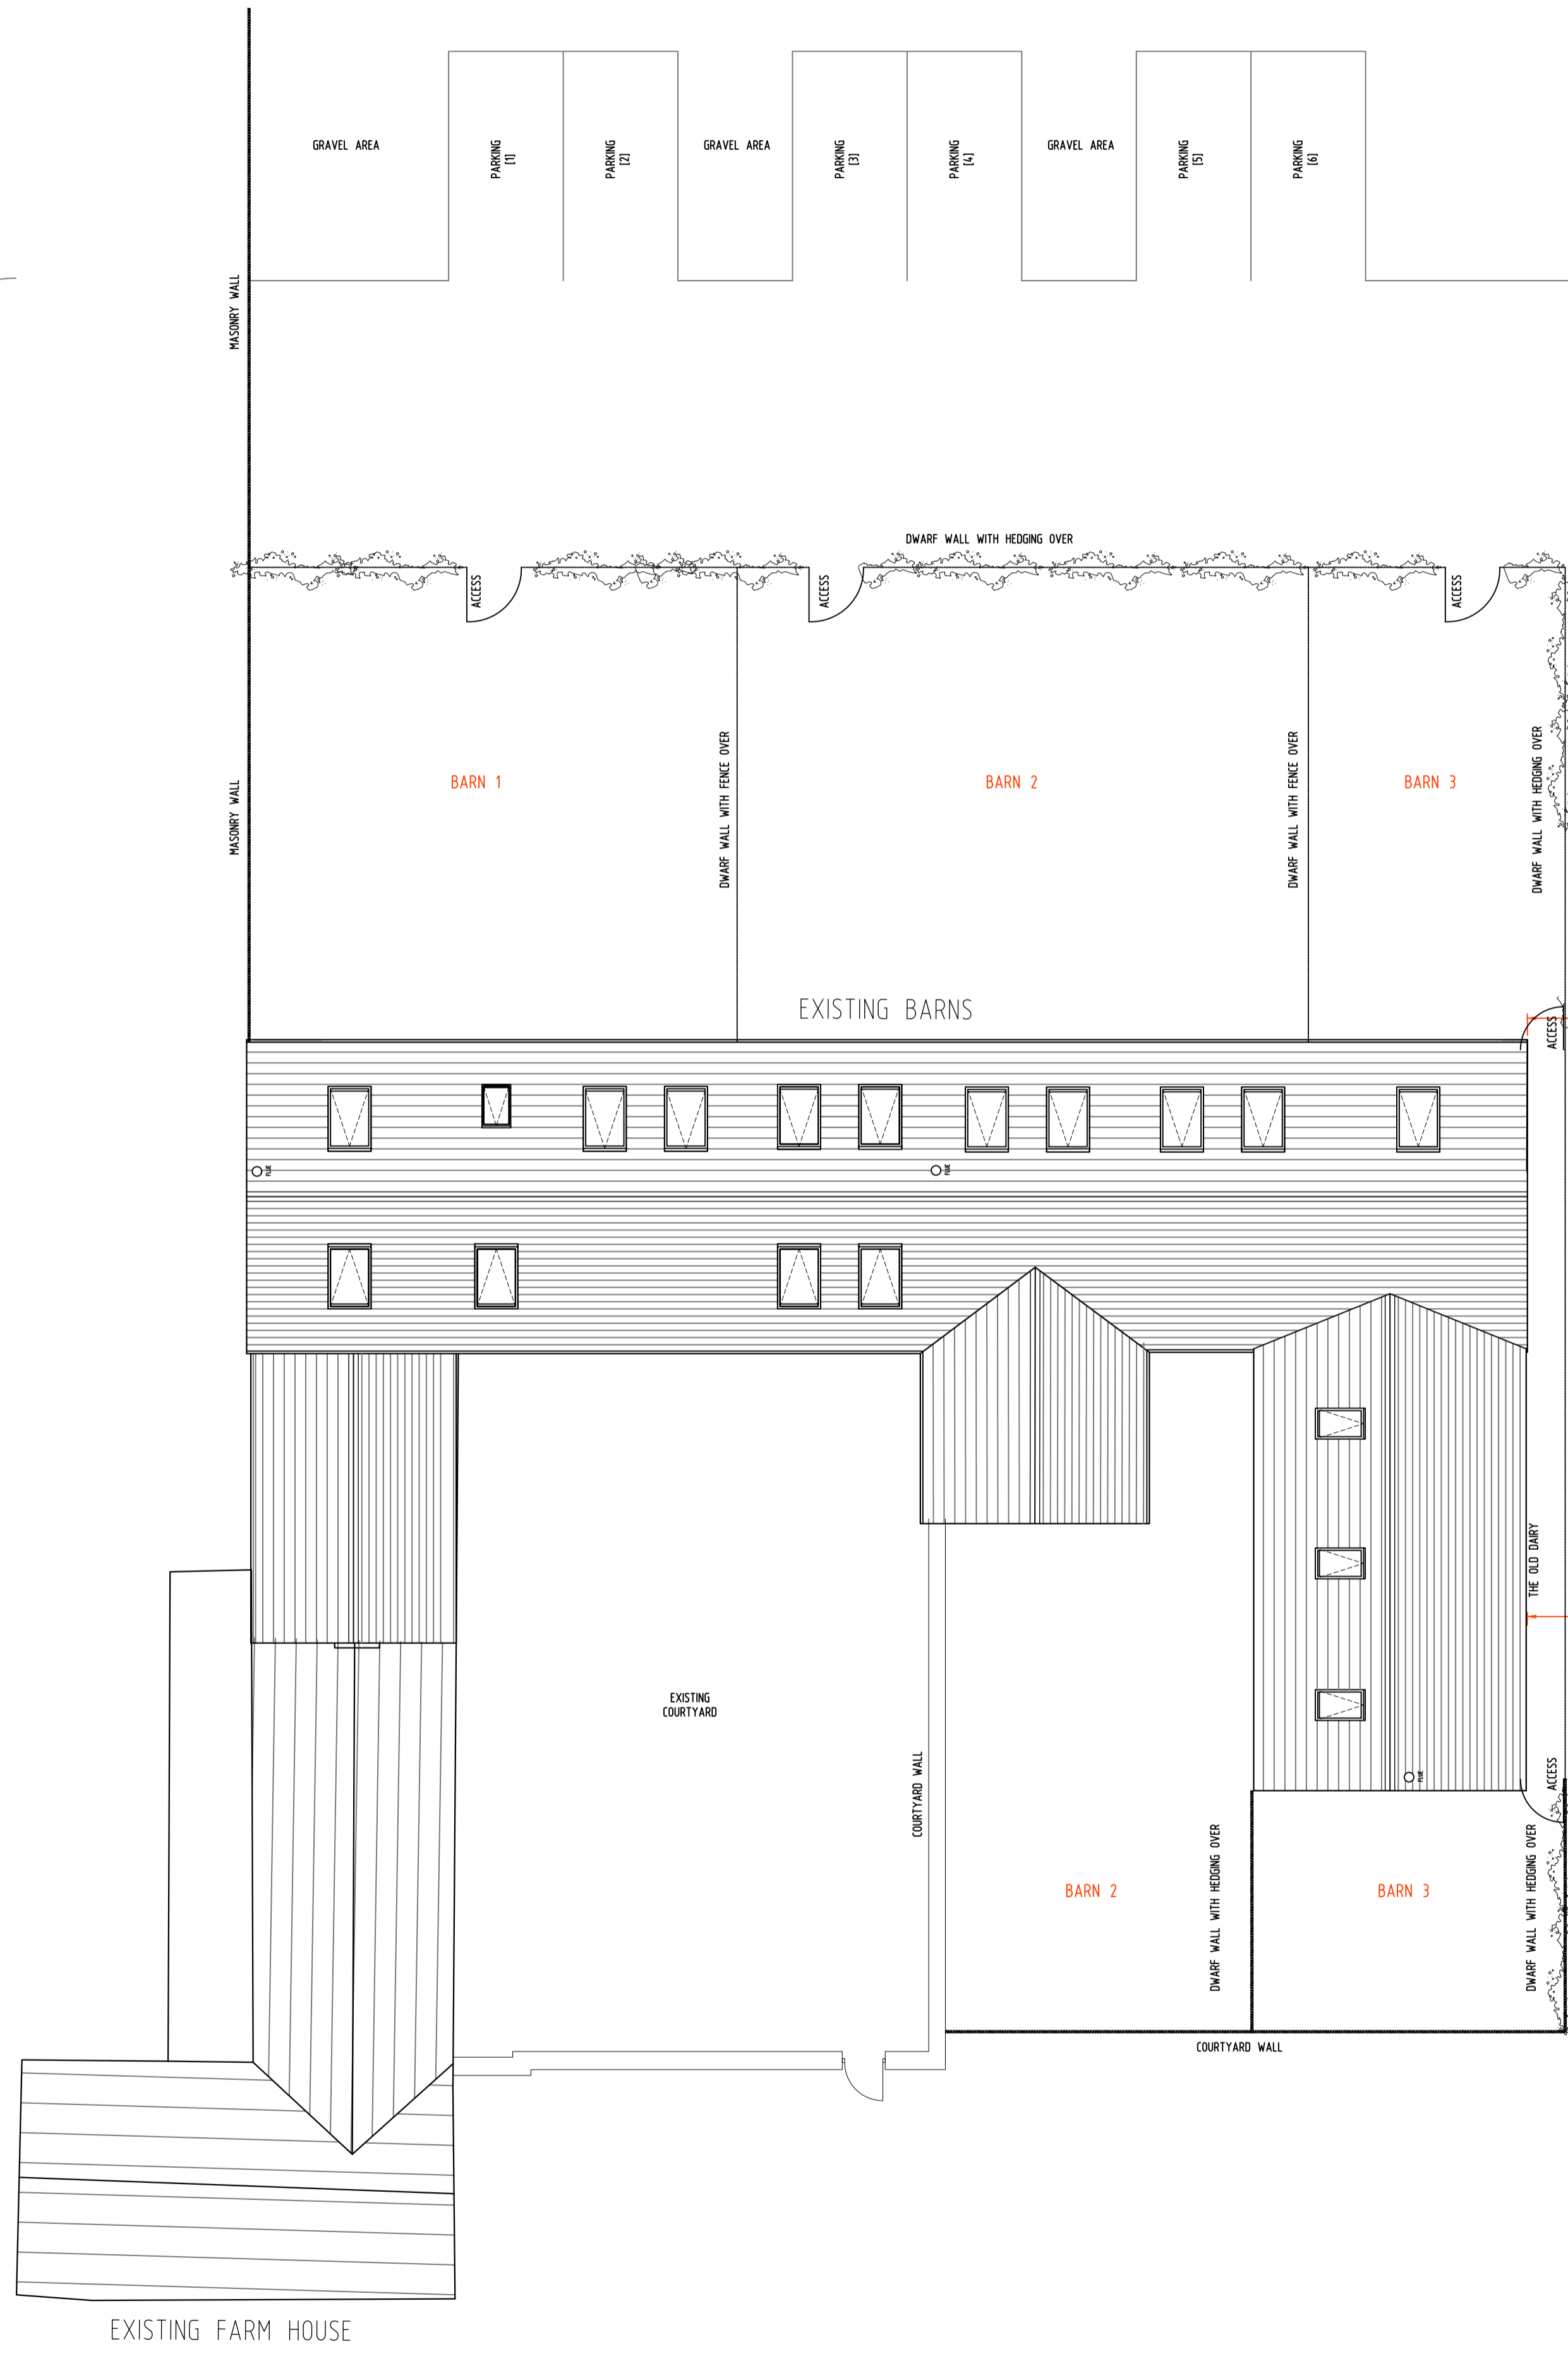 GRAVEL AREA
PARKING
[1]
PARKING
[2]
GRAVEL AREA
PARKING
[3]
PARKING
[4]
GRAVEL AREA
PARKING
[5]
PARKING
[6]
MASONRY WALL
DWARF WALL WITH HEDGING OVER
ACCESS
ACCESS
ACCESS
MASONRY WALL
BARN 1
DWARF WALL WITH FENCE OVER
BARN 2
DWARF WALL WITH FENCE OVER
BARN 3
DWARF WALL WITH HEDGING OVER
EXISTING BARNS
ACCESS
FLUE
FLUE
THE OLD DAIRY
EXISTING
COURTYARD
COURTYARD WALL
FLUE
ACCESS
BARN 2
DWARF WALL WITH HEDGING OVER
BARN 3
DWARF WALL WITH HEDGING OVER
COURTYARD WALL
EXISTING FARM HOUSE